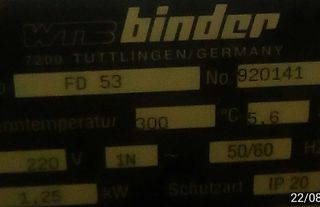 WTB binder
7200 TUTTLINGEN/GERMANY
FD 53 No 920141
nntemperatur 300 °C 5.6
220 V 1N ~ 50/60 H
1.25 KW Schutzart IP 20
22/08